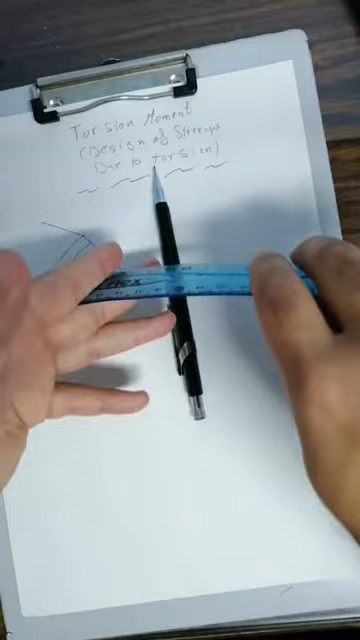 Torsion Moment
(Design of Stirrups
Due to torsion)